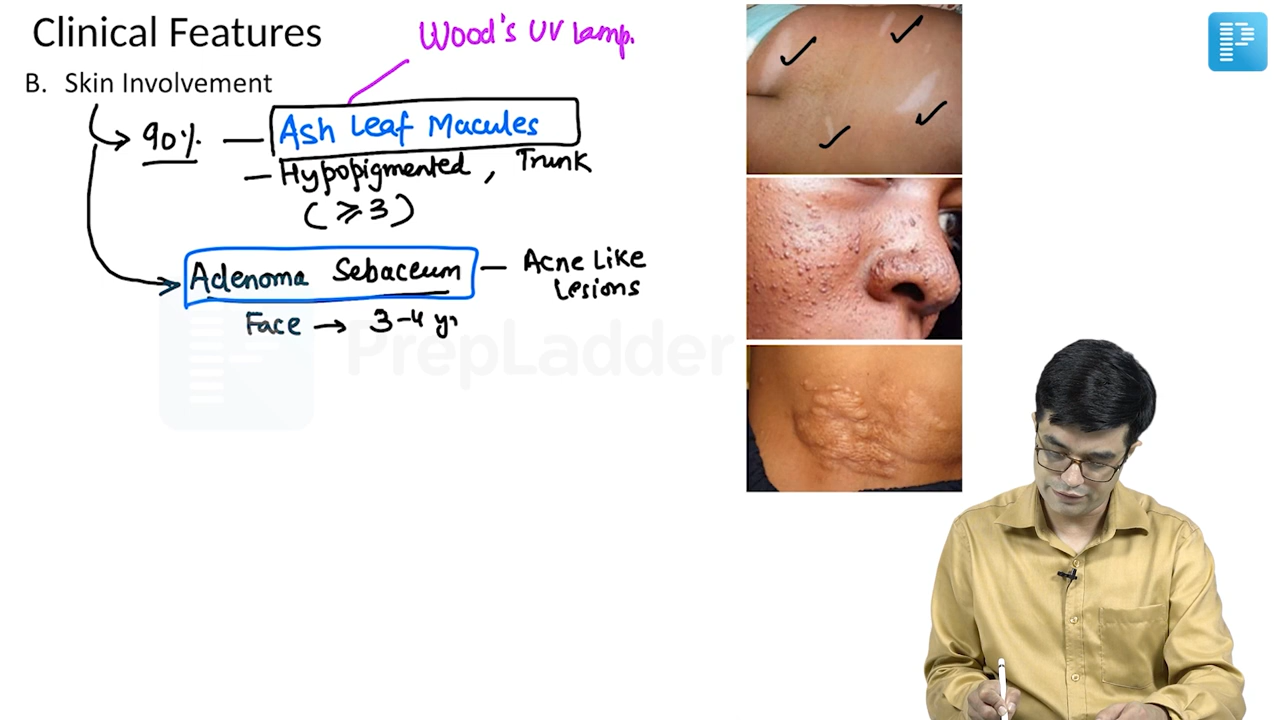 Clinical Features
Wood's UV Lamp.
B. Skin Involvement
90% — Ash Leaf Macules
— Hypopigmented, Trunk
(≥3)
Adenoma Sebaceum — Acne Like
Lesions
Face → 3-4 yr
PrepLadder